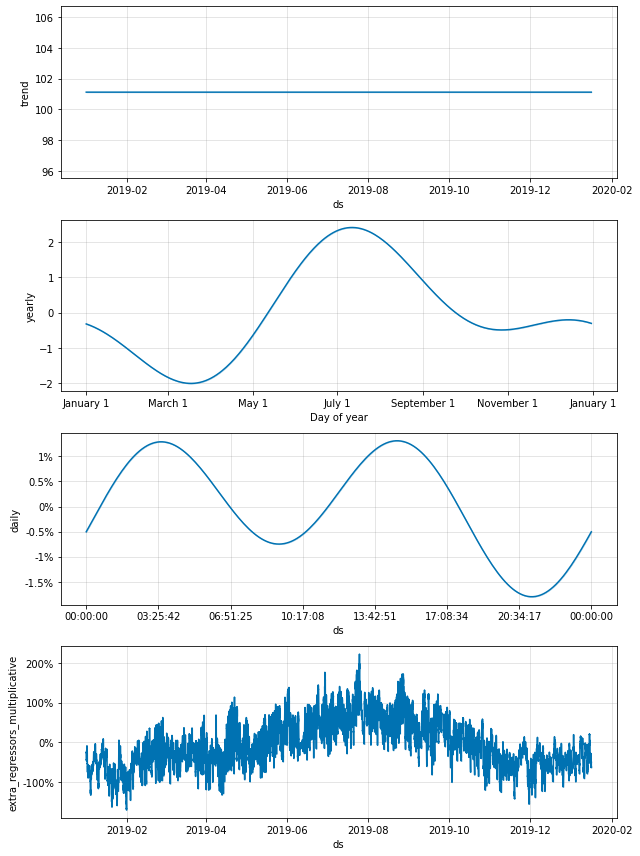 106
104
102
100
98
96
trend
2019-02 2019-04 2019-06 2019-08 2019-10 2019-12 2020-02
ds
2
1
0
−1
−2
yearly
January 1 March 1 May 1 July 1 September 1 November 1 January 1
Day of year
1%
0.5%
0%
-0.5%
-1%
-1.5%
daily
00:00:00 03:25:42 06:51:25 10:17:08 13:42:51 17:08:34 20:34:17 00:00:00
ds
200%
100%
0%
-100%
extra_regressors_multiplicative
2019-02 2019-04 2019-06 2019-08 2019-10 2019-12 2020-02
ds